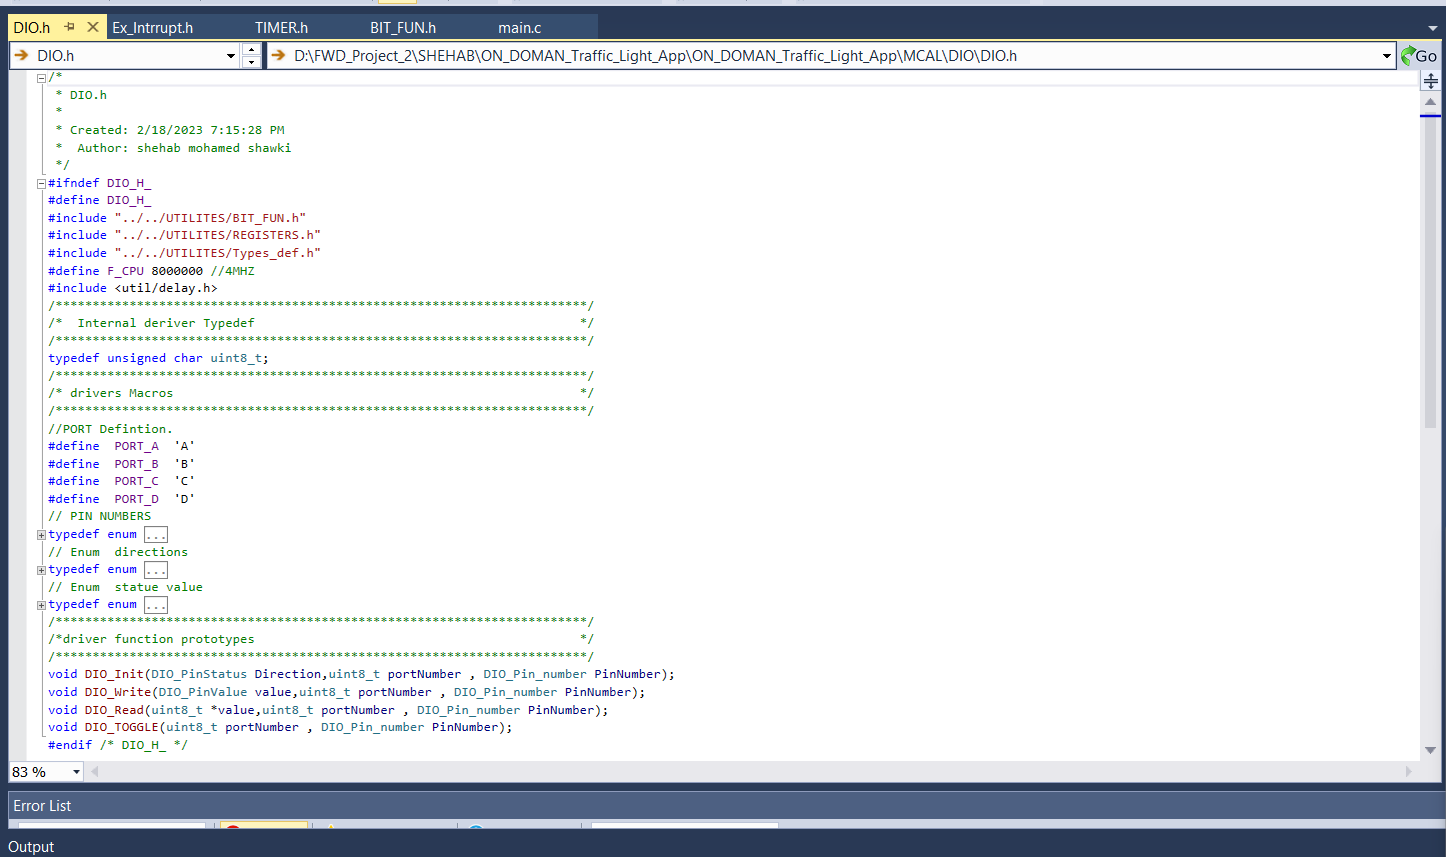 DIO.h
Ex_Intrrupt.h
TIMER.h
BIT_FUN.h
main.c
DIO.h
D:\FWD_Project_2\SHEHAB\ON_DOMAN_Traffic_Light_App\ON_DOMAN_Traffic_Light_App\MCAL\DIO\DIO.h
Go
/*
 * DIO.h
 *
 * Created: 2/18/2023 7:15:28 PM
 *  Author: shehab mohamed shawki
 */
#ifndef DIO_H_
#define DIO_H_
#include "../../UTILITES/BIT_FUN.h"
#include "../../UTILITES/REGISTERS.h"
#include "../../UTILITES/Types_def.h"
#define F_CPU 8000000 //4MHZ
#include <util/delay.h>
/************************************************************************/
/*  Internal deriver Typedef                                            */
/************************************************************************/
typedef unsigned char uint8_t;
/************************************************************************/
/* drivers Macros                                                       */
/************************************************************************/
//PORT Defintion.
#define  PORT_A  'A'
#define  PORT_B  'B'
#define  PORT_C  'C'
#define  PORT_D  'D'
// PIN NUMBERS
typedef enum ...
// Enum  directions
typedef enum ...
// Enum  statue value
typedef enum ...
/************************************************************************/
/*driver function prototypes                                            */
/************************************************************************/
void DIO_Init(DIO_PinStatus Direction,uint8_t portNumber , DIO_Pin_number PinNumber);
void DIO_Write(DIO_PinValue value,uint8_t portNumber , DIO_Pin_number PinNumber);
void DIO_Read(uint8_t *value,uint8_t portNumber , DIO_Pin_number PinNumber);
void DIO_TOGGLE(uint8_t portNumber , DIO_Pin_number PinNumber);
#endif /* DIO_H_ */
83 %
Error List
Output